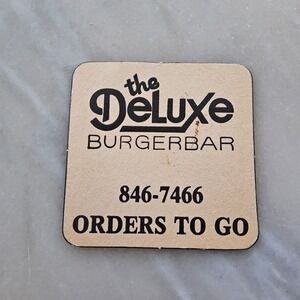 the
DeLuxe
BURGERBAR
846-7466
ORDERS TO GO